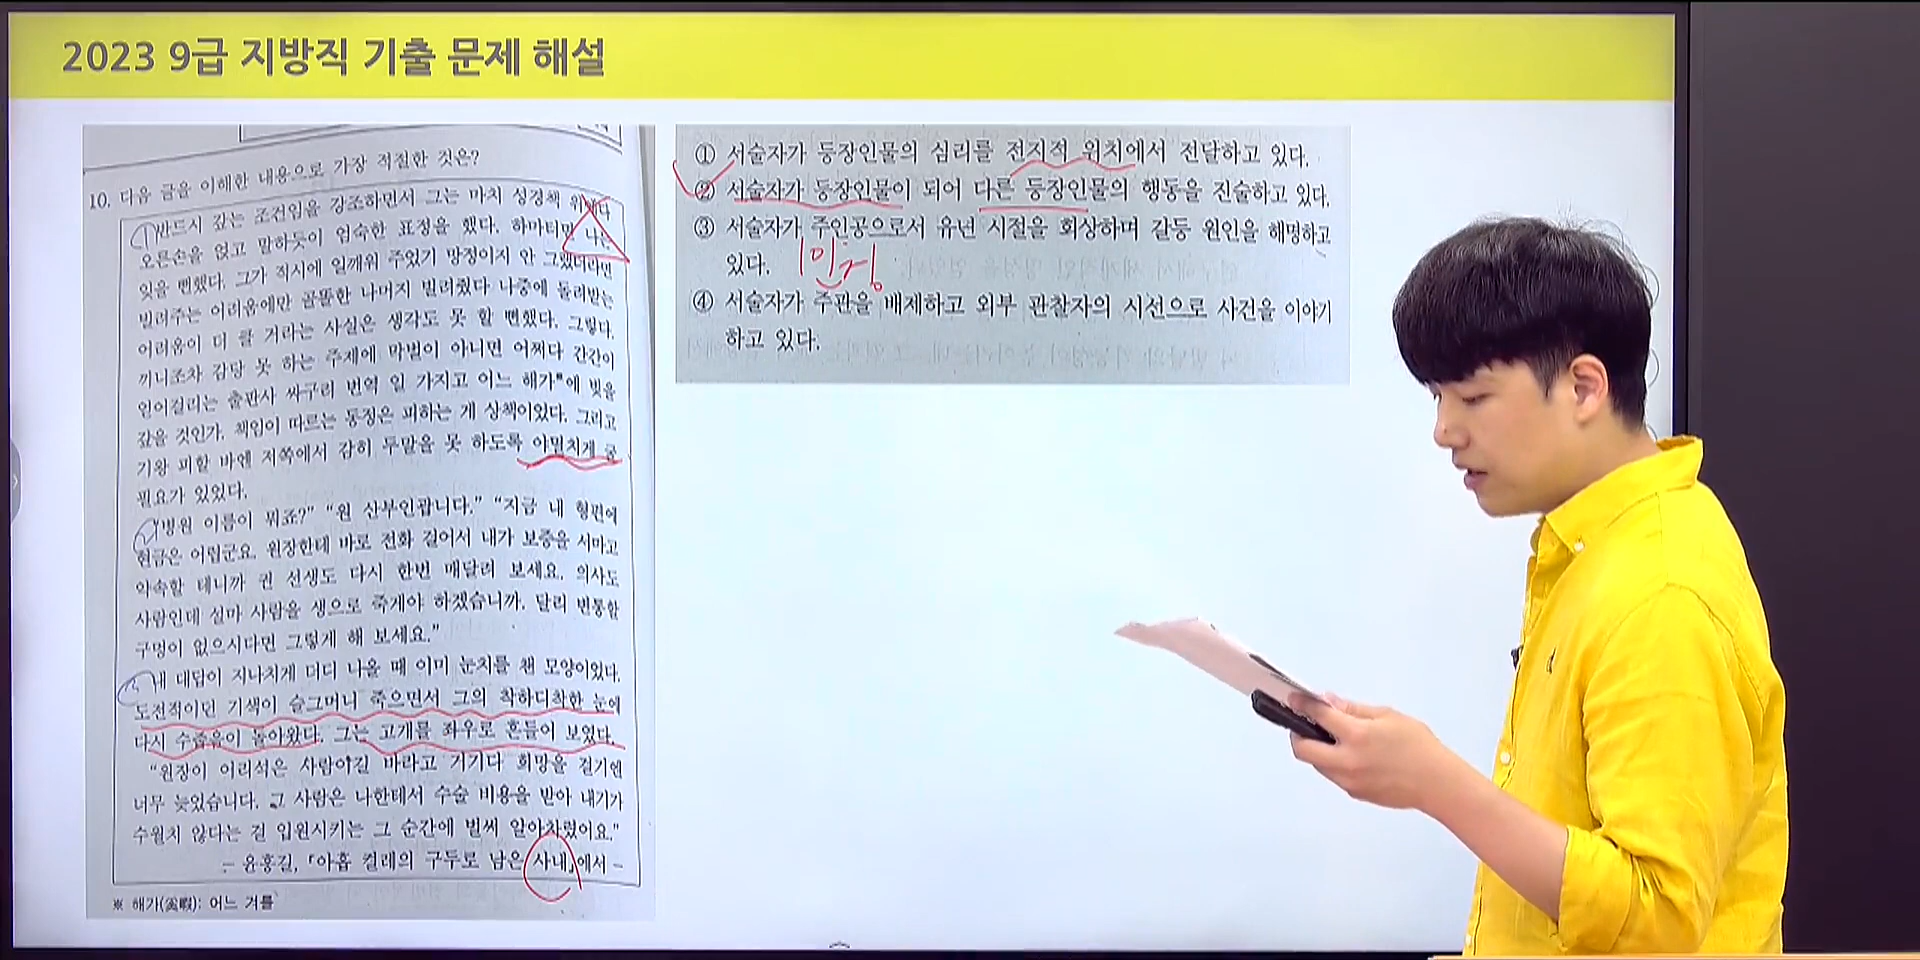 2023 9급 지방직 기출 문제 해설
10. 다음 글을 이해한 내용으로 가장 적절한 것은?
반드시 갚는 조건임을 강조하면서 그는 마치 성경책 위에다
오른손을 얹고 말하듯이 엄숙한 표정을 했다. 하마터면 나는
잊을 뻔했다. 그가 적시에 일깨워 주었기 망정이지 안 그랬더라면
빌려주는 어려움에만 골똘한 나머지 빌려줬다 나중에 돌려받는
어려움이 더 클 거라는 사실은 생각도 못 할 뻔했다. 그렇다.
끼니조차 감당 못 하는 주제에 막벌이 아니면 어쩌다 간간이
얻어걸리는 출판사 싸구려 번역 일 가지고 어느 해가*에 빚을
갚을 것인가. 책임이 따르는 동정은 피하는 게 상책이었다. 그리고
기왕 피할 바엔 저쪽에서 감히 두말을 못 하도록 야멸치게 굴
필요가 있었다.
"병원 이름이 뭐죠?" "원 산부인괍니다." "지금 내 형편에
현금은 어렵군요. 원장한테 바로 전화 걸어서 내가 보증을 서마고
약속할 테니까 권 선생도 다시 한번 매달려 보세요. 의사도
사람인데 설마 사람을 생으로 죽게야 하겠습니까. 달리 변통할
구멍이 없으시다면 그렇게 해 보세요."
내 대답이 지나치게 더디 나올 때 이미 눈치를 챈 모양이었다.
도전적이던 기색이 슬그머니 죽으면서 그의 착하디착한 눈에
다시 수줍음이 돌아왔다. 그는 고개를 좌우로 흔들어 보였다.
"원장이 어리석은 사람이길 바라고 거기다 희망을 걸기엔
너무 늦었습니다. 그 사람은 나한테서 수술 비용을 받아 내기가
수월치 않다는 걸 입원시키는 그 순간에 벌써 알아차렸어요."
- 윤흥길, 「아홉 켤레의 구두로 남은 사내」에서 -
※ 해가(奚暇): 어느 겨를
① 서술자가 등장인물의 심리를 전지적 위치에서 전달하고 있다.
② 서술자가 등장인물이 되어 다른 등장인물의 행동을 진술하고 있다.
③ 서술자가 주인공으로서 유년 시절을 회상하며 갈등 원인을 해명하고
있다.
④ 서술자가 주관을 배제하고 외부 관찰자의 시선으로 사건을 이야기
하고 있다.